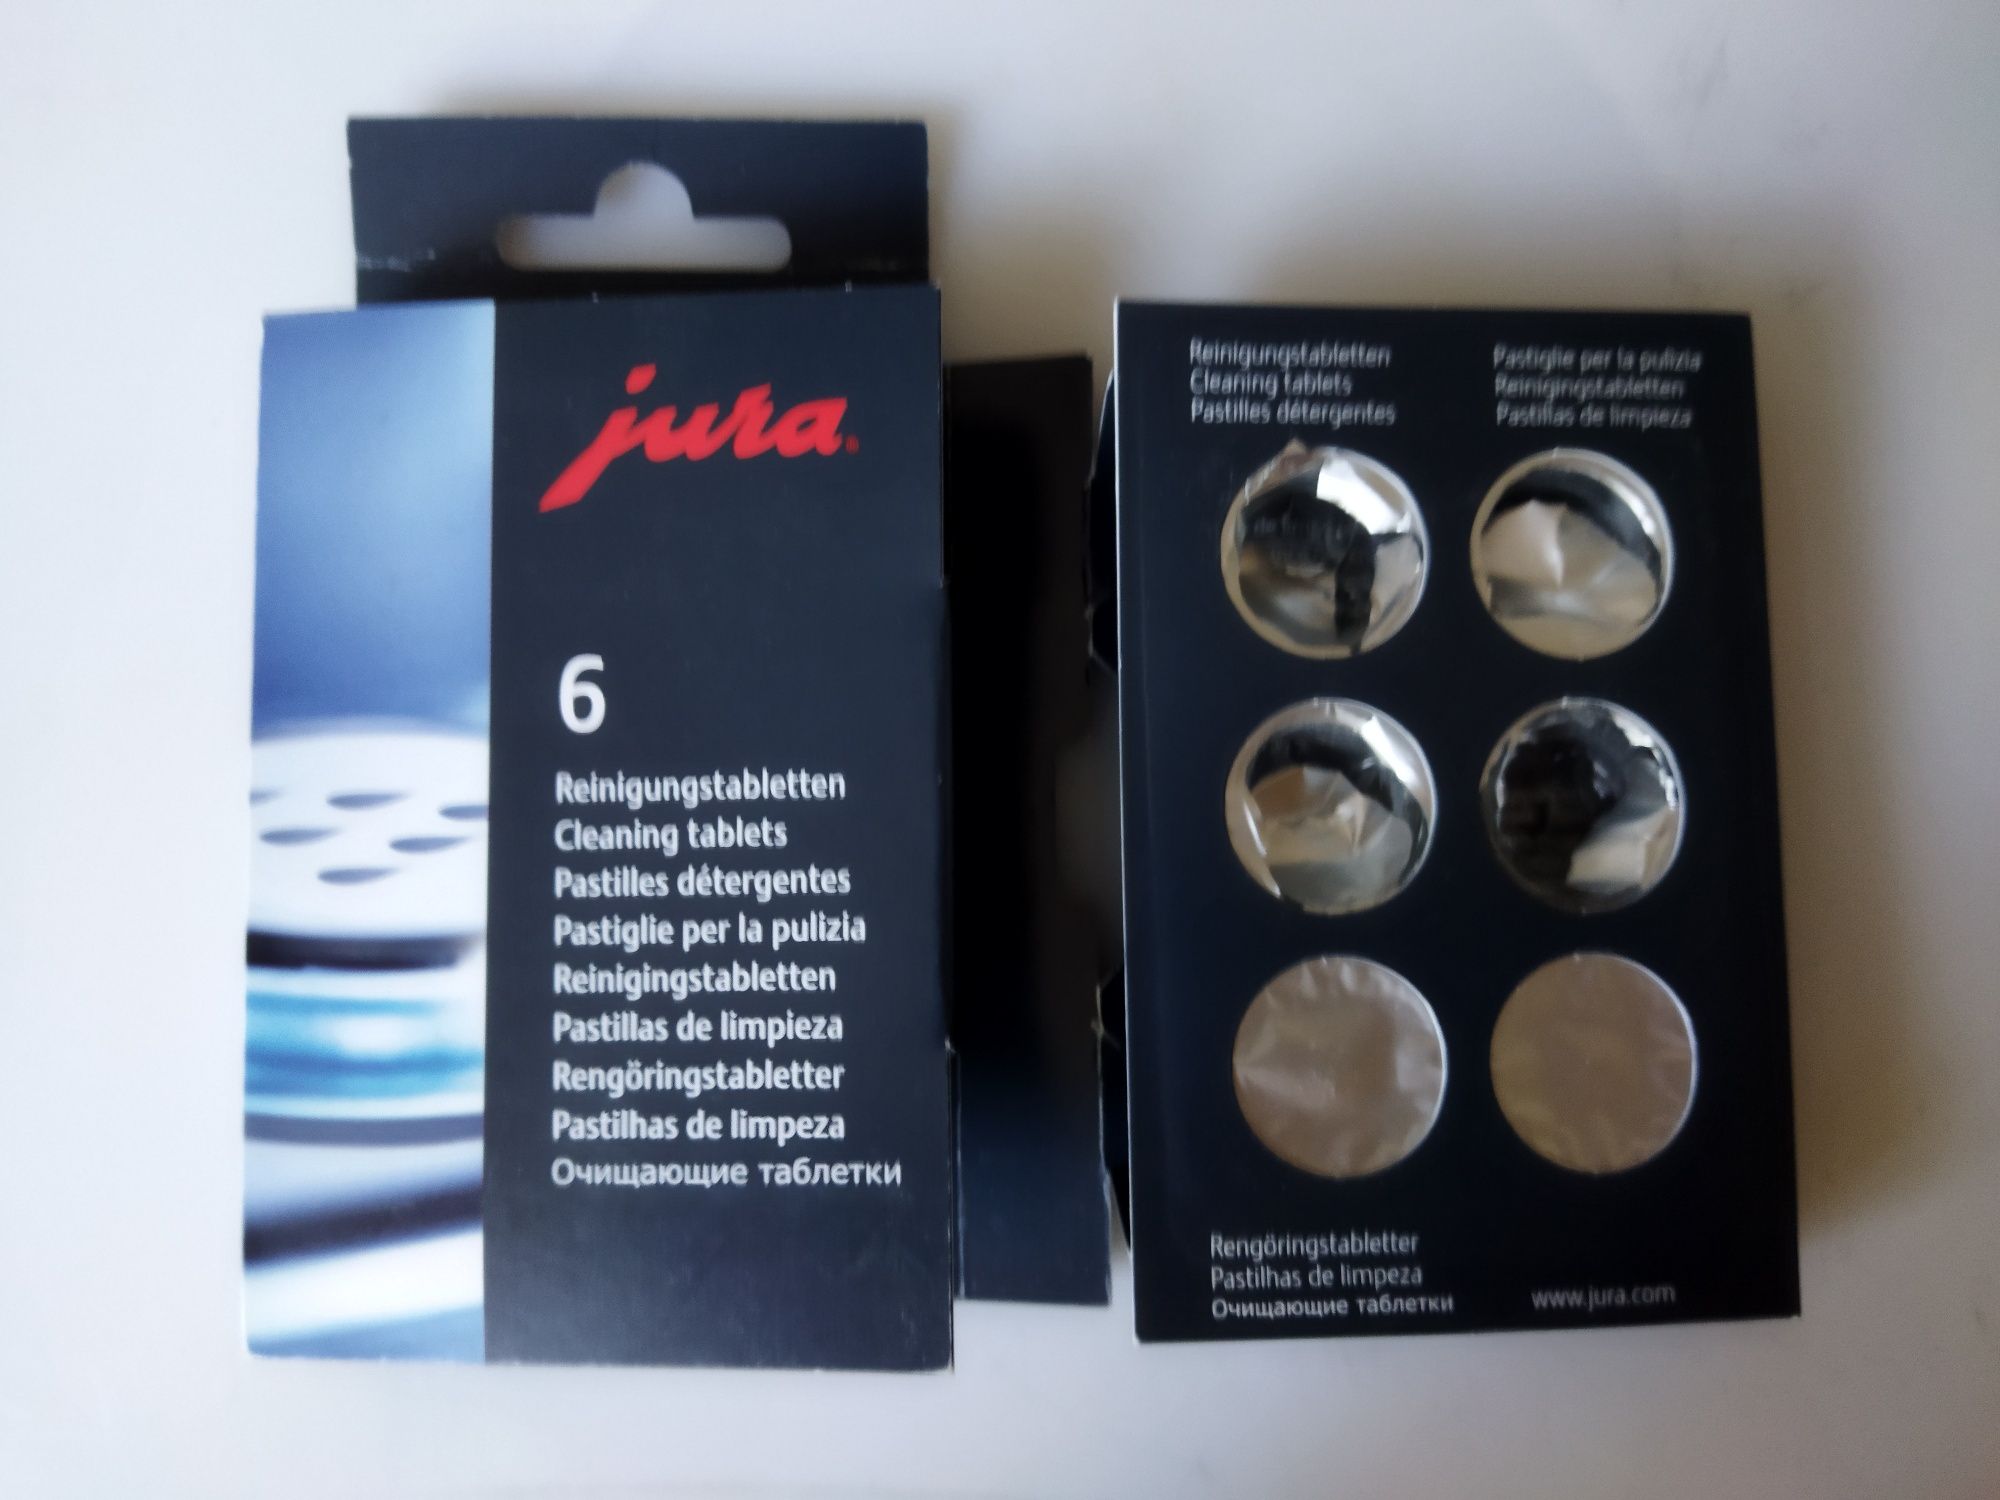 jura
6
Reinigungstabletten
Cleaning tablets
Pastilles détergentes
Pastiglie per la pulizia
Reinigingstabletten
Pastillas de limpieza
Rengöringstabletter
Pastilhas de limpeza
Очищающие таблетки
Reinigungstabletten
Cleaning tablets
Pastilles détergentes
Pastiglie per la pulizia
Reinigingstabletten
Pastillas de limpieza
Rengöringstabletter
Pastilhas de limpeza
Очищающие таблетки
www.jura.com